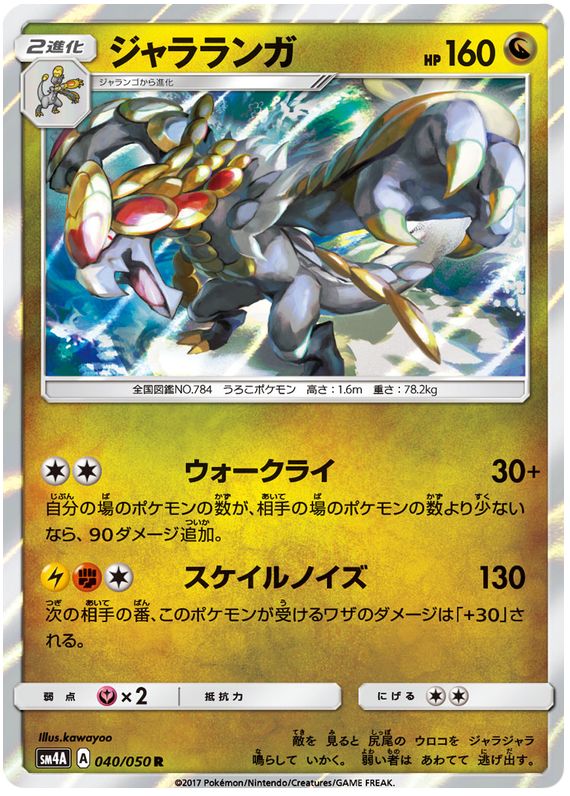 2進化
ジャラランガ
HP 160
ジャランゴから進化
全国図鑑NO.784 うろこポケモン 高さ：1.6m 重さ：78.2kg
ウォークライ 30+
自分の場のポケモンの数が、相手の場のポケモンの数より少ない
なら、90ダメージ追加。
スケイルノイズ 130
次の相手の番、このポケモンが受けるワザのダメージは「+30」さ
れる。
弱点 ×2 抵抗力 にげる
Illus.kawayoo
敵を 見ると 尻尾の ウロコを ジャラジャラ
鳴らして いかく。弱い者は あわてて 逃げ出す。
SM4A A 040/050 R
©2017 Pokémon/Nintendo/Creatures/GAME FREAK.